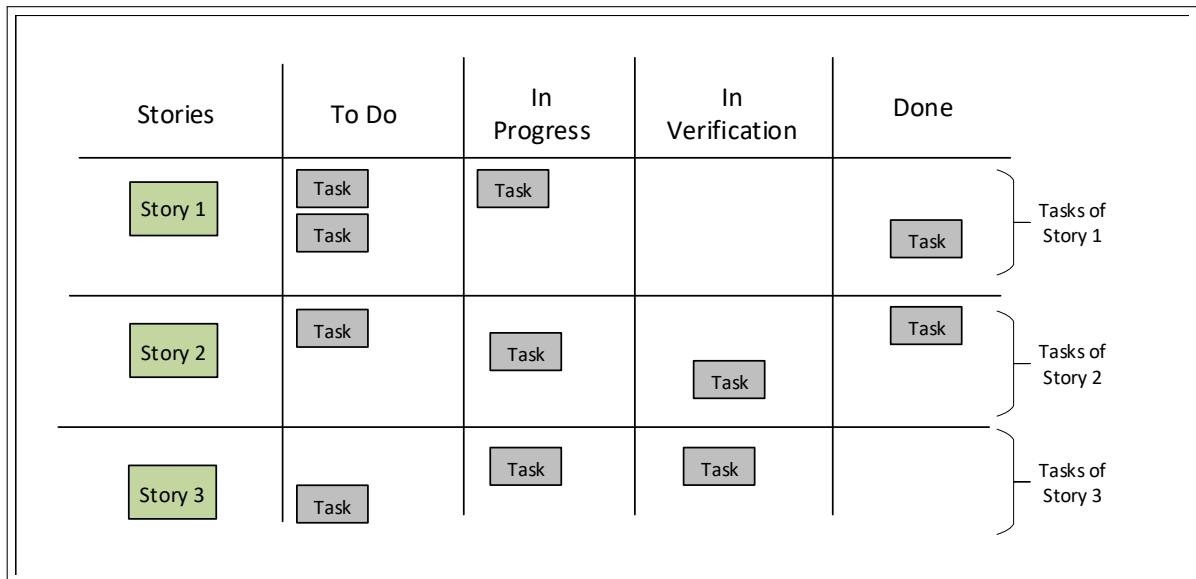 Stories
To Do
In
Progress
In
Verification
Done
Story 1
Task
Task
Task
Task
Tasks of
Story 1
Story 2
Task
Task
Task
Task
Tasks of
Story 2
Story 3
Task
Task
Task
Tasks of
Story 3